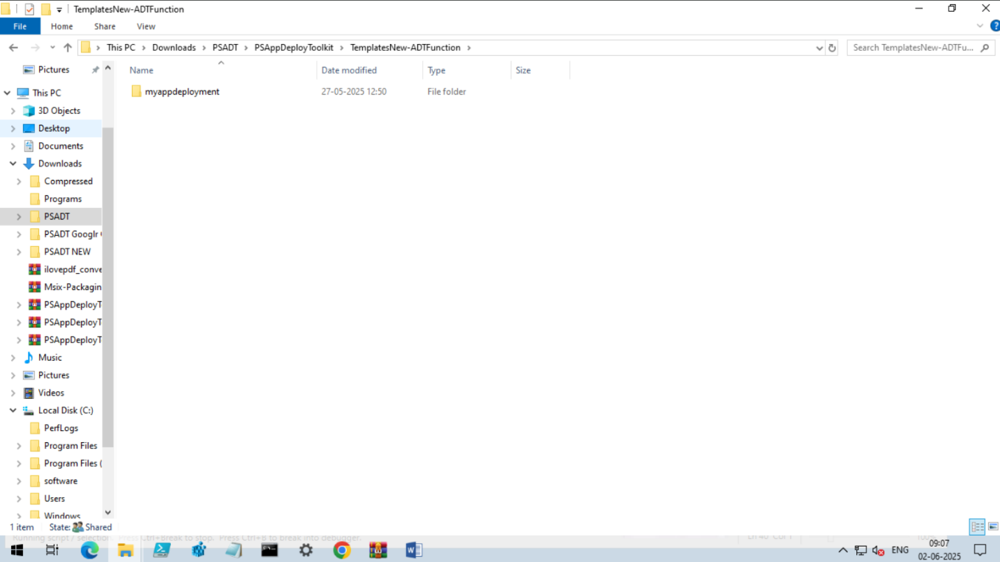 TemplatesNew-ADTFunction
File Home Share View
This PC Downloads PSADT PSAppDeployToolkit TemplatesNew-ADTFunction
Search TemplatesNew-ADTFu...
Name Date modified Type Size
myappdeployment 27-05-2025 12:50 File folder
Pictures
This PC
3D Objects
Desktop
Documents
Downloads
Compressed
Programs
PSADT
PSADT Googlr
PSADT NEW
ilovepdf_conve
Msix-Packagin
PSAppDeployT
PSAppDeployT
PSAppDeployT
Music
Pictures
Videos
Local Disk (C:)
PerfLogs
Program Files
Program Files (
software
Users
Windows
1 item State: Shared
Running script / selection. Press Ctrl+Break to stop. Press Ctrl+B to break into debugger.
100%
ENG
09:07
02-06-2025